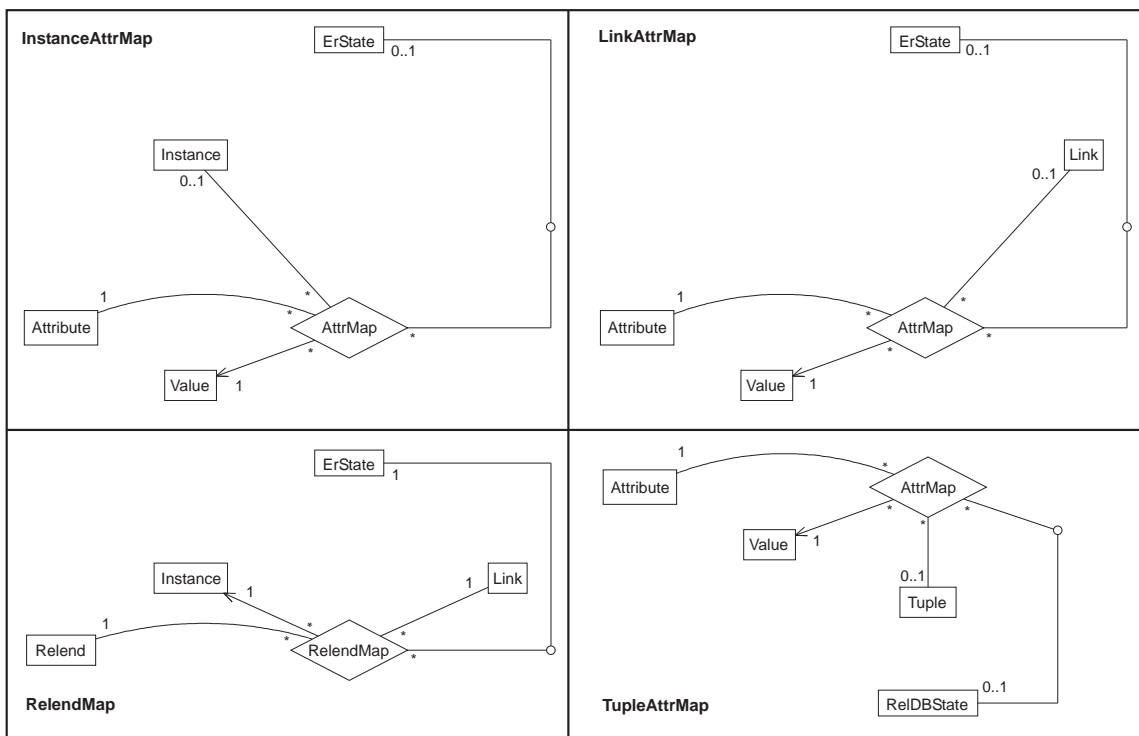 InstanceAttrMap
ErState
0..1
Instance
0..1
1
*
*
Attribute
AttrMap
*
*
Value
1
LinkAttrMap
ErState
0..1
Link
0..1
1
*
*
Attribute
AttrMap
*
*
Value
1
ErState
1
Instance
1
1
Link
1
*
*
*
Relend
RelendMap
*
RelendMap
1
*
Attribute
AttrMap
*
*
*
Value
1
0..1
Tuple
0..1
RelDBState
TupleAttrMap